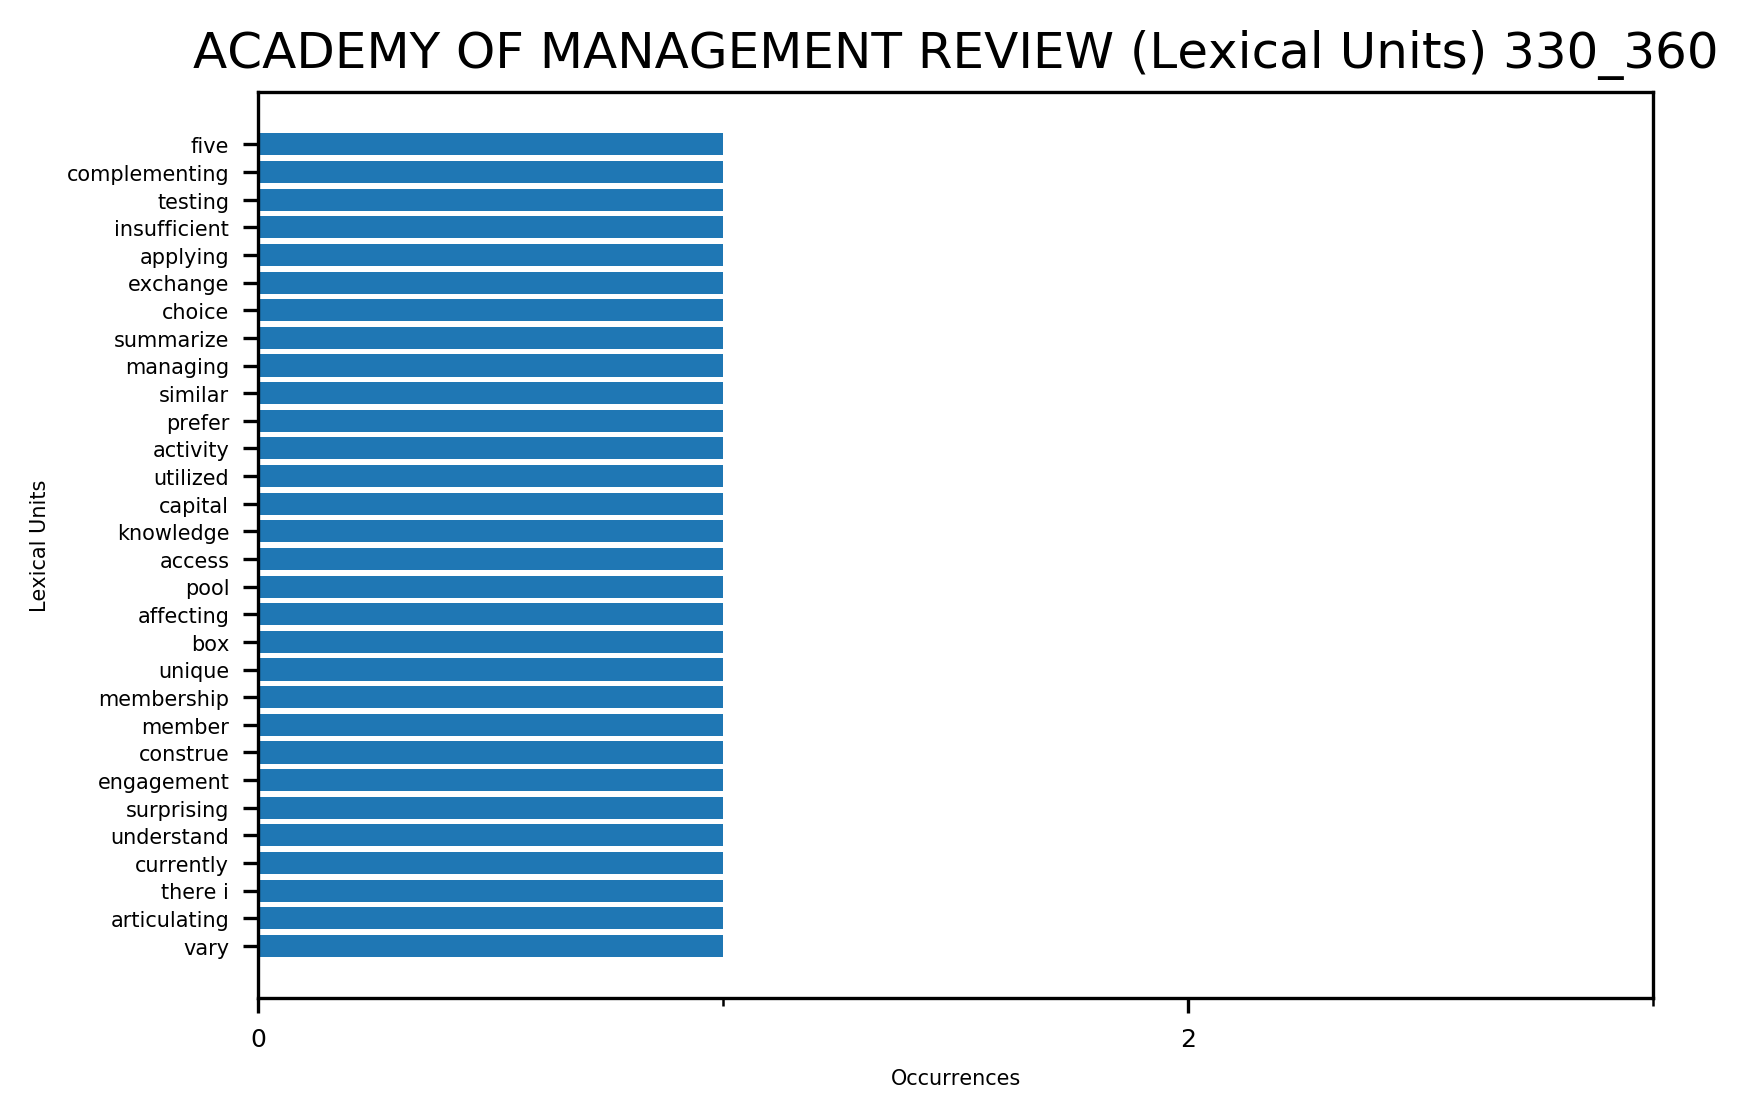 ACADEMY OF MANAGEMENT REVIEW (Lexical Units) 330_360
five
complementing
testing
insufficient
applying
exchange
choice
summarize
managing
similar
prefer
activity
utilized
capital
knowledge
access
pool
affecting
box
unique
membership
member
construe
engagement
surprising
understand
currently
there i
articulating
vary
Lexical Units
0
2
Occurrences